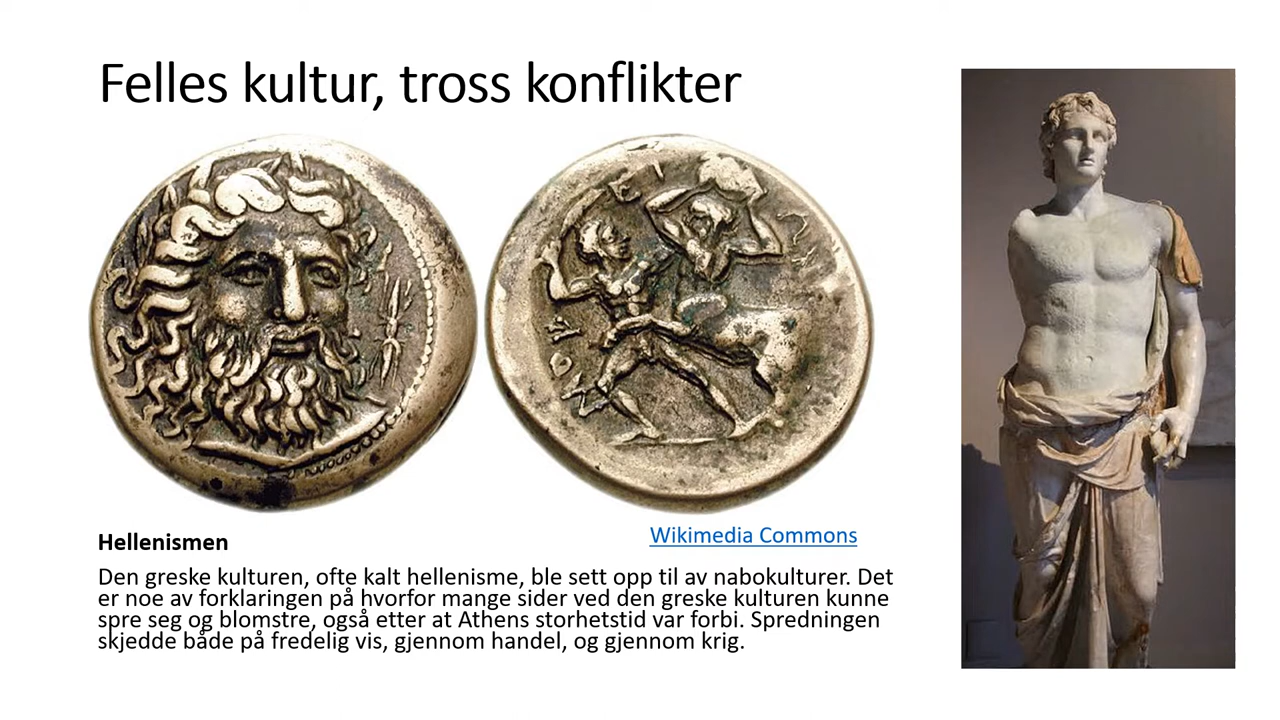 Felles kultur, tross konflikter
Wikimedia Commons
Hellenismen
Den greske kulturen, ofte kalt hellenisme, ble sett opp til av nabokulturer. Det
er noe av forklaringen på hvorfor mange sider ved den greske kulturen kunne
spre seg og blomstre, også etter at Athens storhetstid var forbi. Spredningen
skjedde både på fredelig vis, gjennom handel, og gjennom krig.